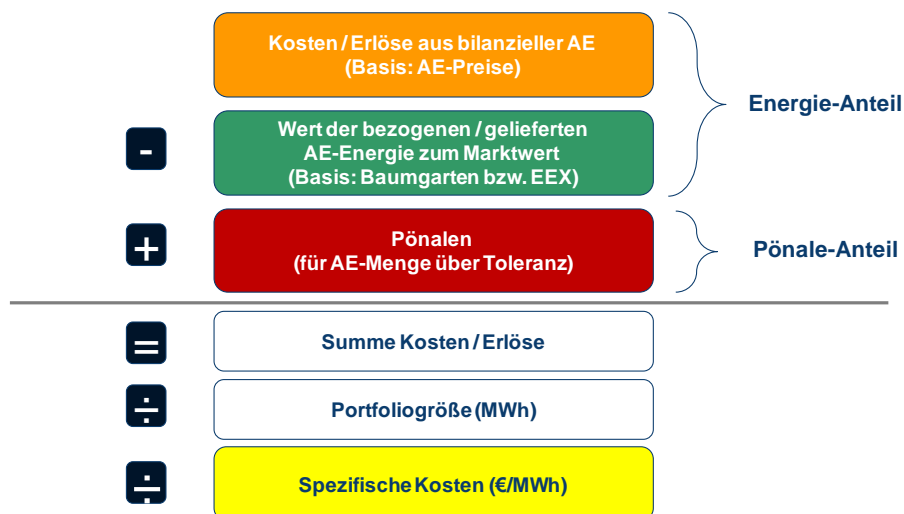 Kosten / Erlöse aus bilanzieller AE
(Basis: AE-Preise)
Energie-Anteil
-
Wert der bezogenen / gelieferten
AE-Energie zum Marktwert
(Basis: Baumgarten bzw. EEX)
+
Pönalen
(für AE-Menge über Toleranz)
Pönale-Anteil
=
Summe Kosten / Erlöse
÷
Portfoliogröße (MWh)
÷
Spezifische Kosten (€/MWh)